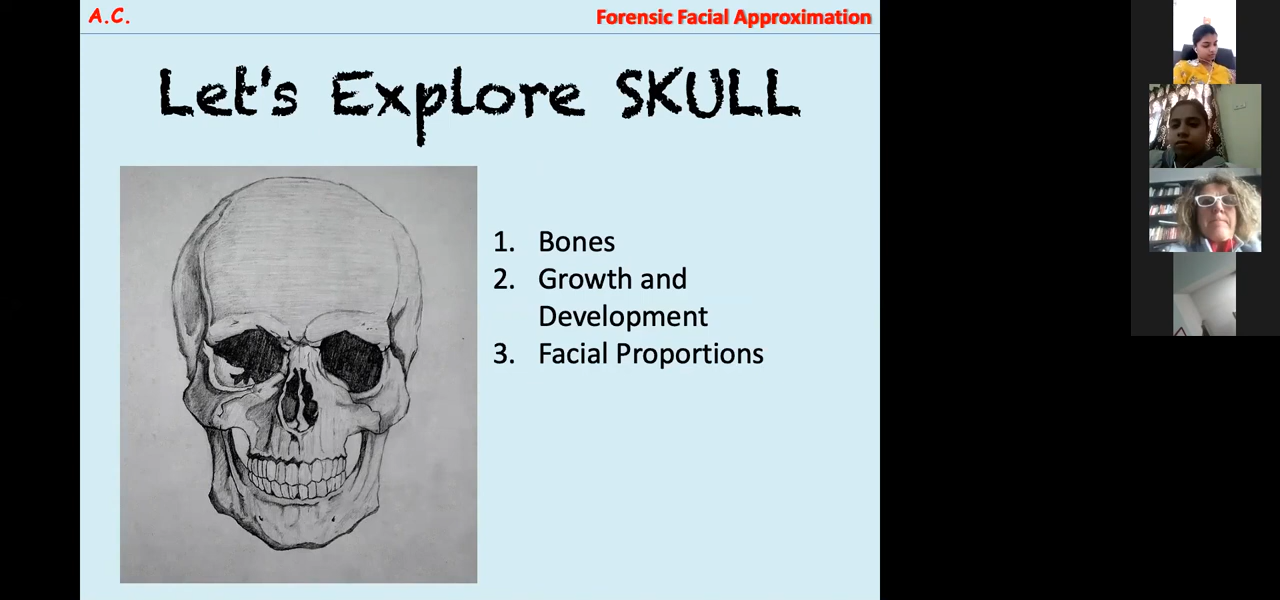 A.C.
Forensic Facial Approximation
Let's Explore SKULL
1. Bones
2. Growth and
Development
3. Facial Proportions